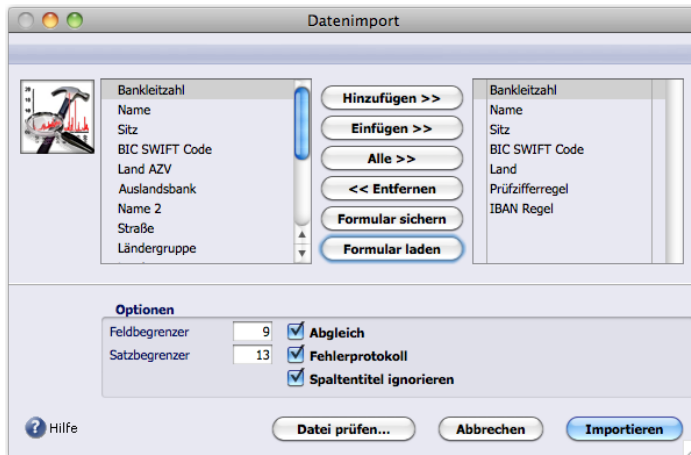 Datenimport
Bankleitzahl
Name
Sitz
BIC SWIFT Code
Land AZV
Auslandsbank
Name 2
Straße
Ländergruppe
Hinzufügen >>
Einfügen >>
Alle >>
<< Entfernen
Formular sichern
Formular laden
Bankleitzahl
Name
Sitz
BIC SWIFT Code
Land
Prüfzifferregel
IBAN Regel
Optionen
Feldbegrenzer 9 Abgleich
Satzbegrenzer 13 Fehlerprotokoll
Spaltentitel ignorieren
Hilfe
Datei prüfen...
Abbrechen
Importieren